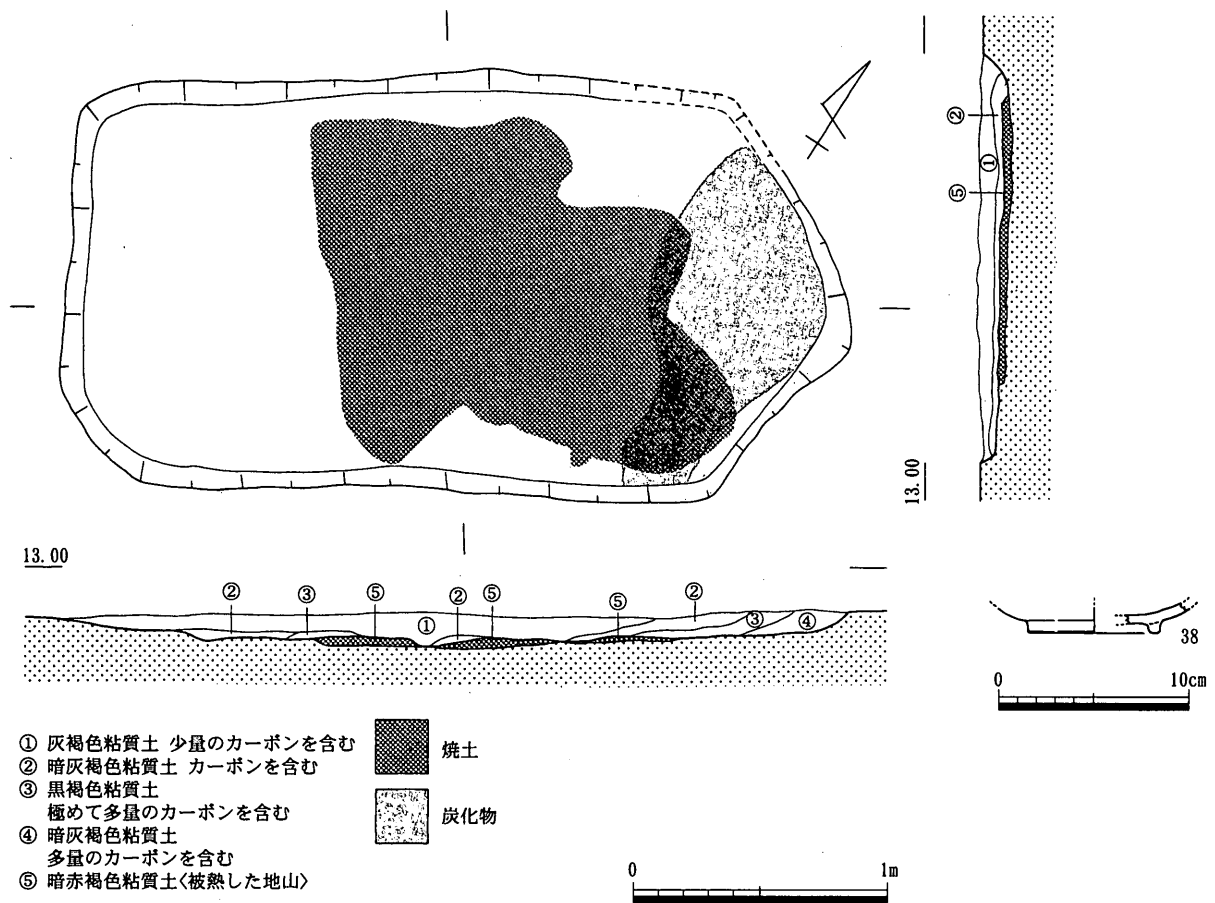 ②
①
⑤
13.00
13.00
② ③ ⑤ ② ⑤ ⑤ ②
① ③ ④
38
0 10cm
① 灰褐色粘質土 少量のカーボンを含む
② 暗灰褐色粘質土 カーボンを含む
③ 黒褐色粘質土
極めて多量のカーボンを含む
④ 暗灰褐色粘質土
多量のカーボンを含む
⑤ 暗赤褐色粘質土〈被熱した地山〉
焼土
炭化物
0 1m